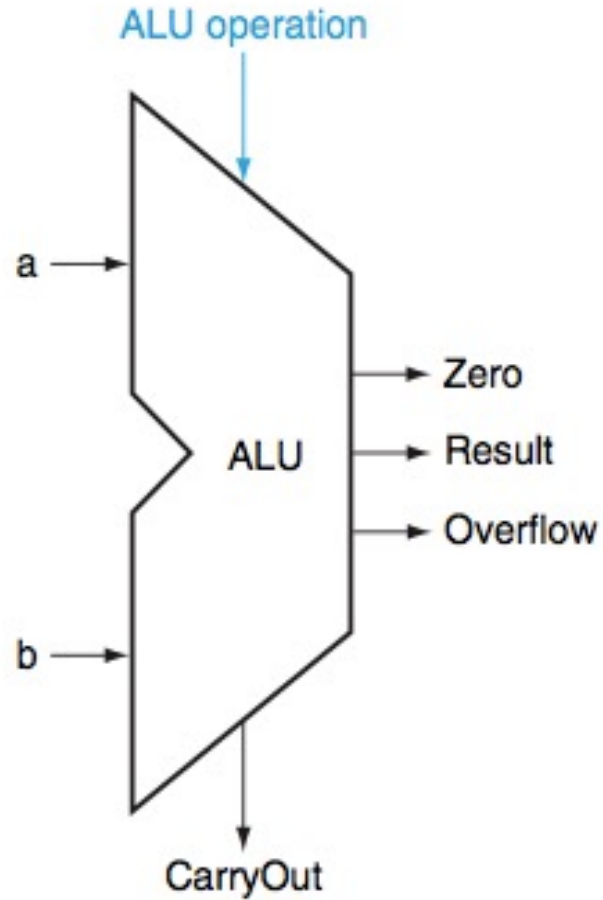 ALU operation
a
Zero
ALU
Result
Overflow
b
CarryOut